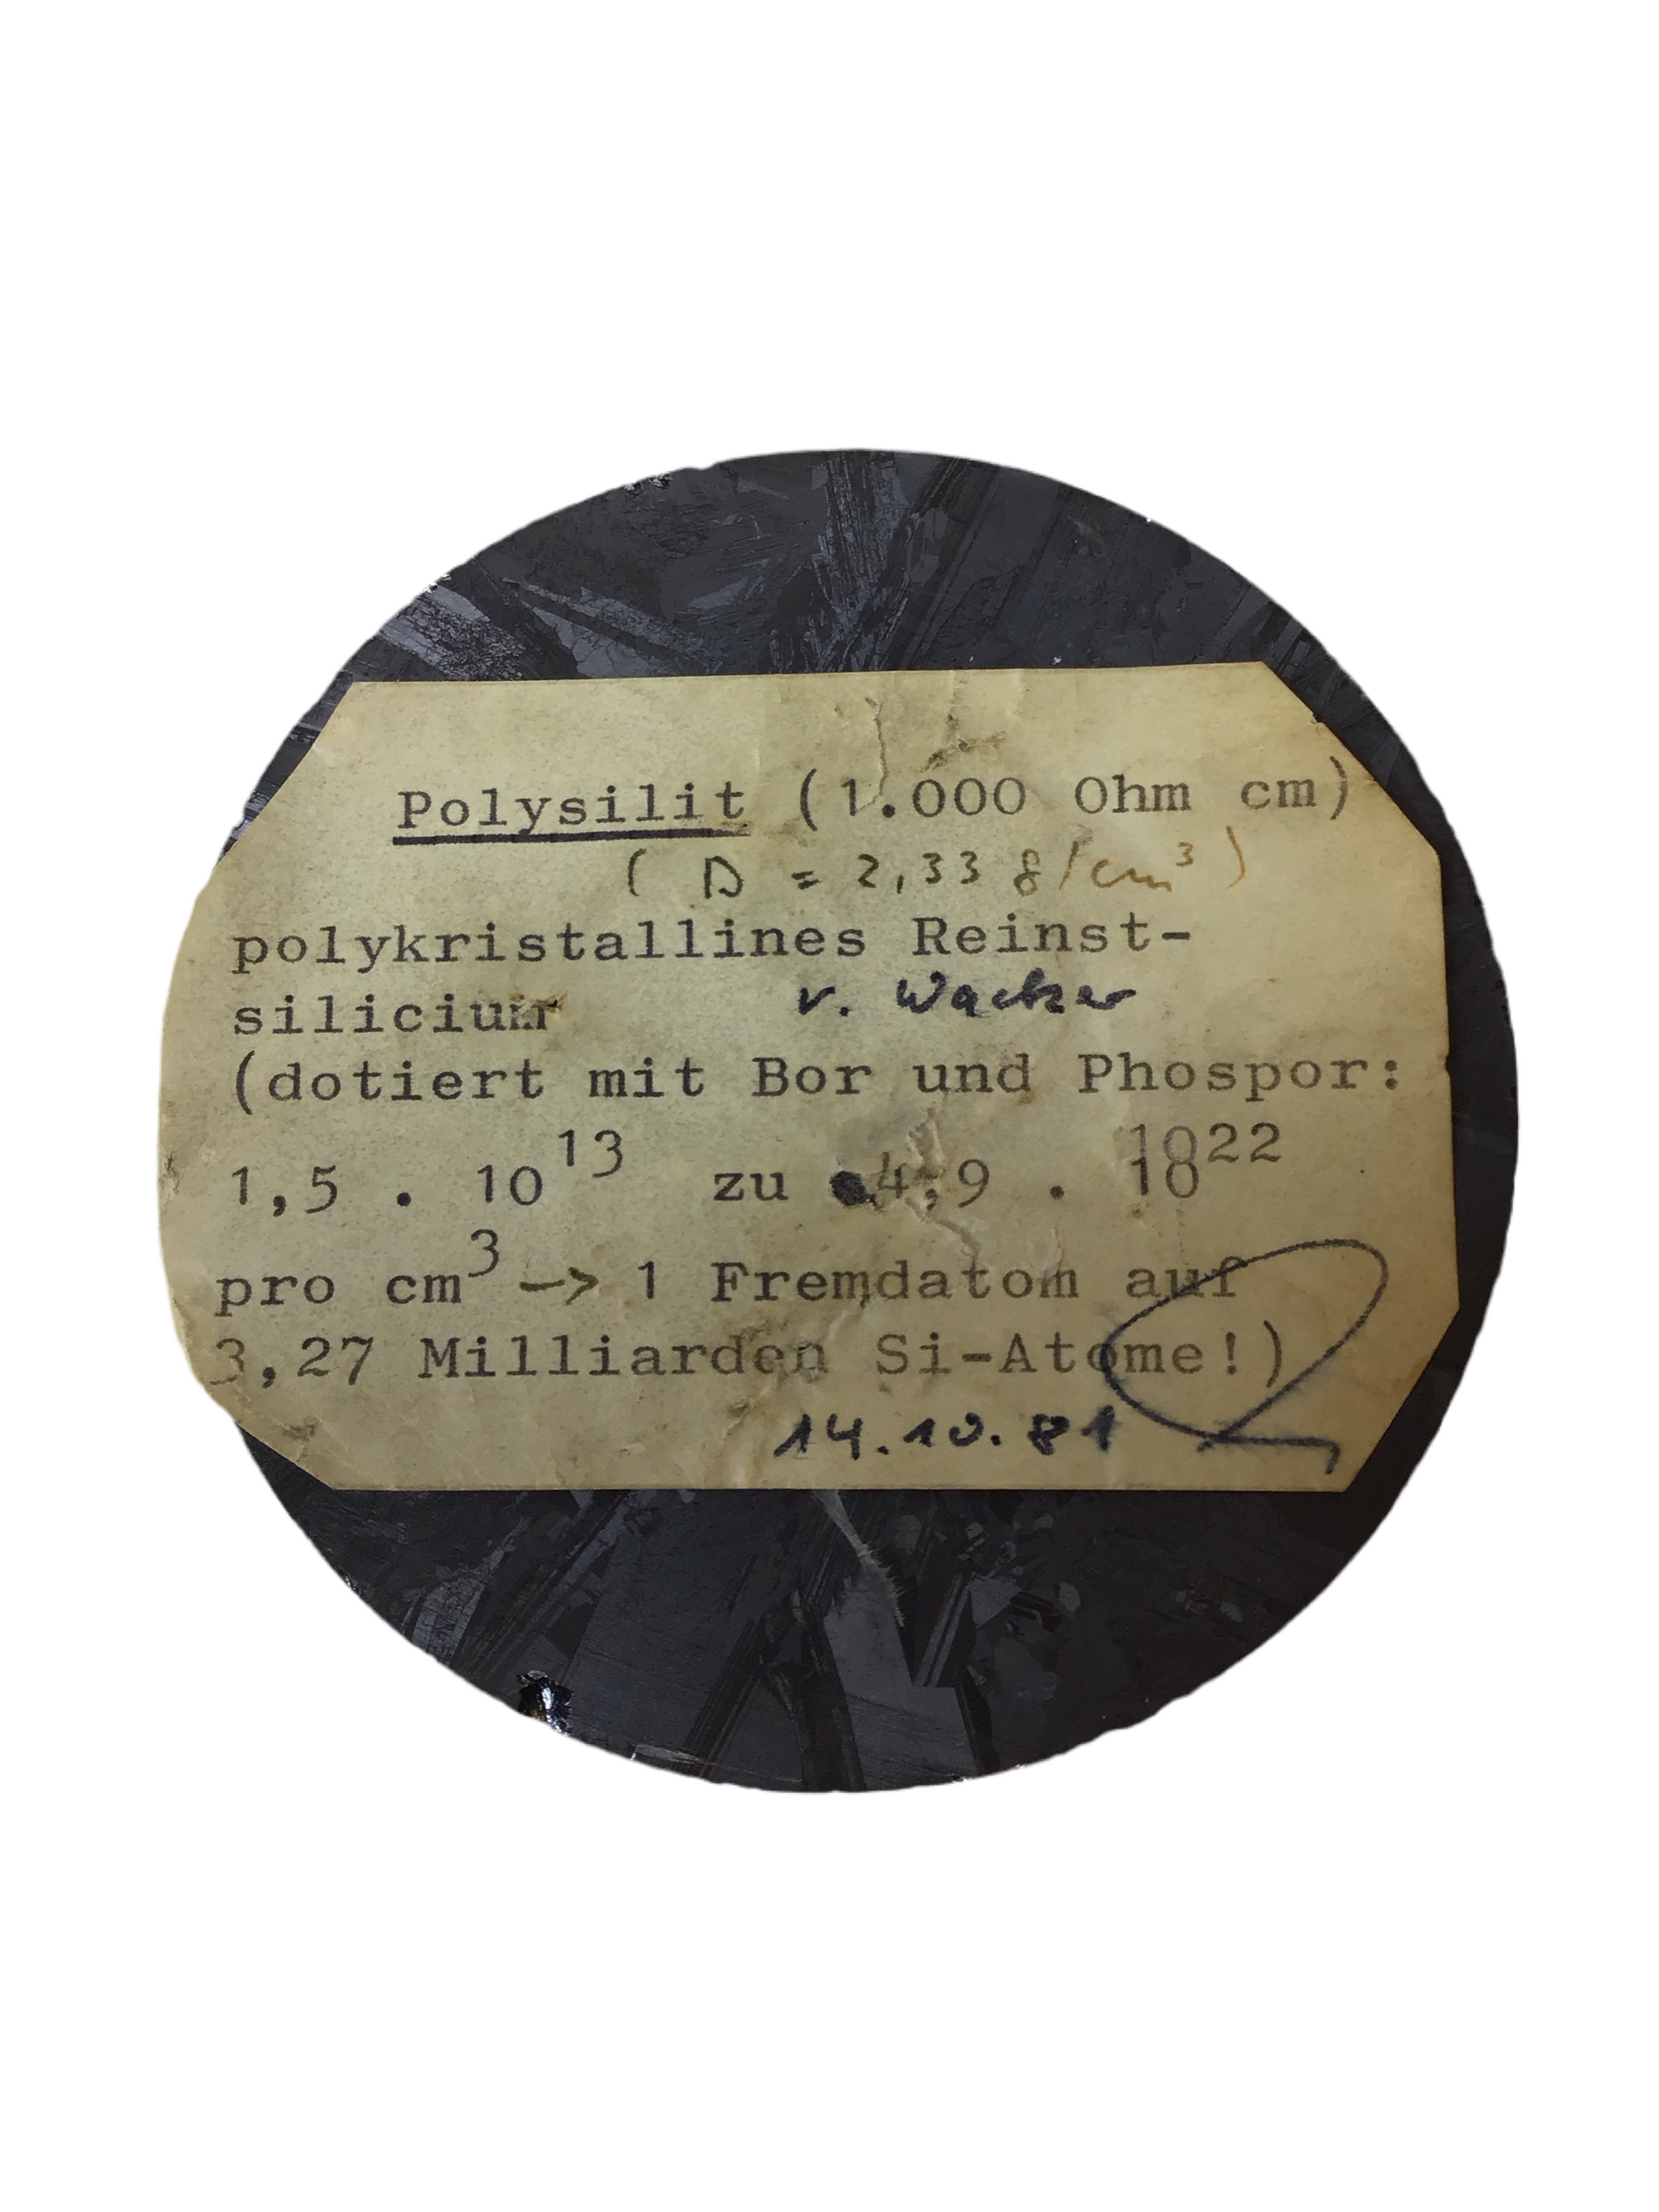 Polysilit (1.000 Ohm cm)
( D = 2,33 g/cm³ )
polykristallines Reinst-
silicium v. Wacker
(dotiert mit Bor und Phospor:
1,5 . 10¹³ zu 4,9 . 10²²
pro cm³ -> 1 Fremdatom auf
3,27 Milliarden Si-Atome!)
14.10.81